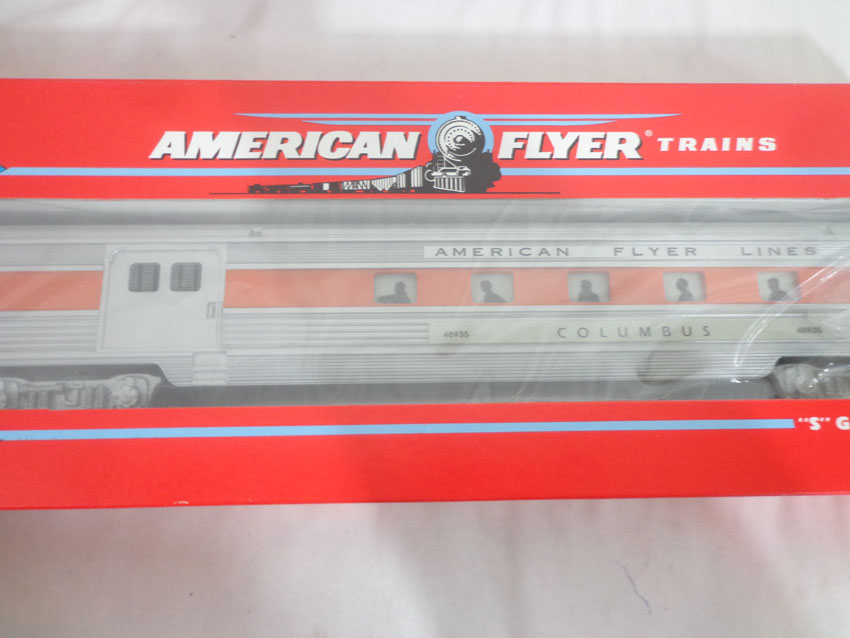 AMERICAN FLYER® TRAINS
AMERICAN FLYER LINES
48935 COLUMBUS 48935
"S" G